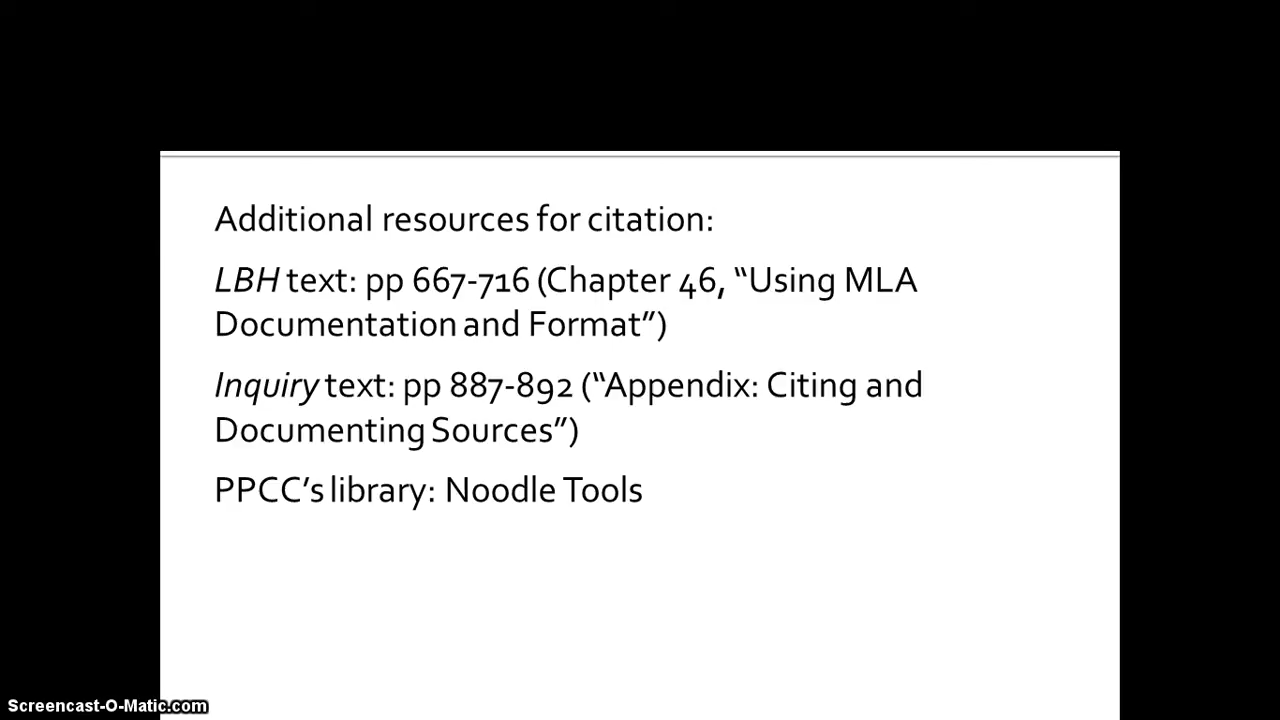 Additional resources for citation:
LBH text: pp 667-716 (Chapter 46, “Using MLA
Documentation and Format”)
Inquiry text: pp 887-892 (“Appendix: Citing and
Documenting Sources”)
PPCC’s library: Noodle Tools
Screencast-O-Matic.com